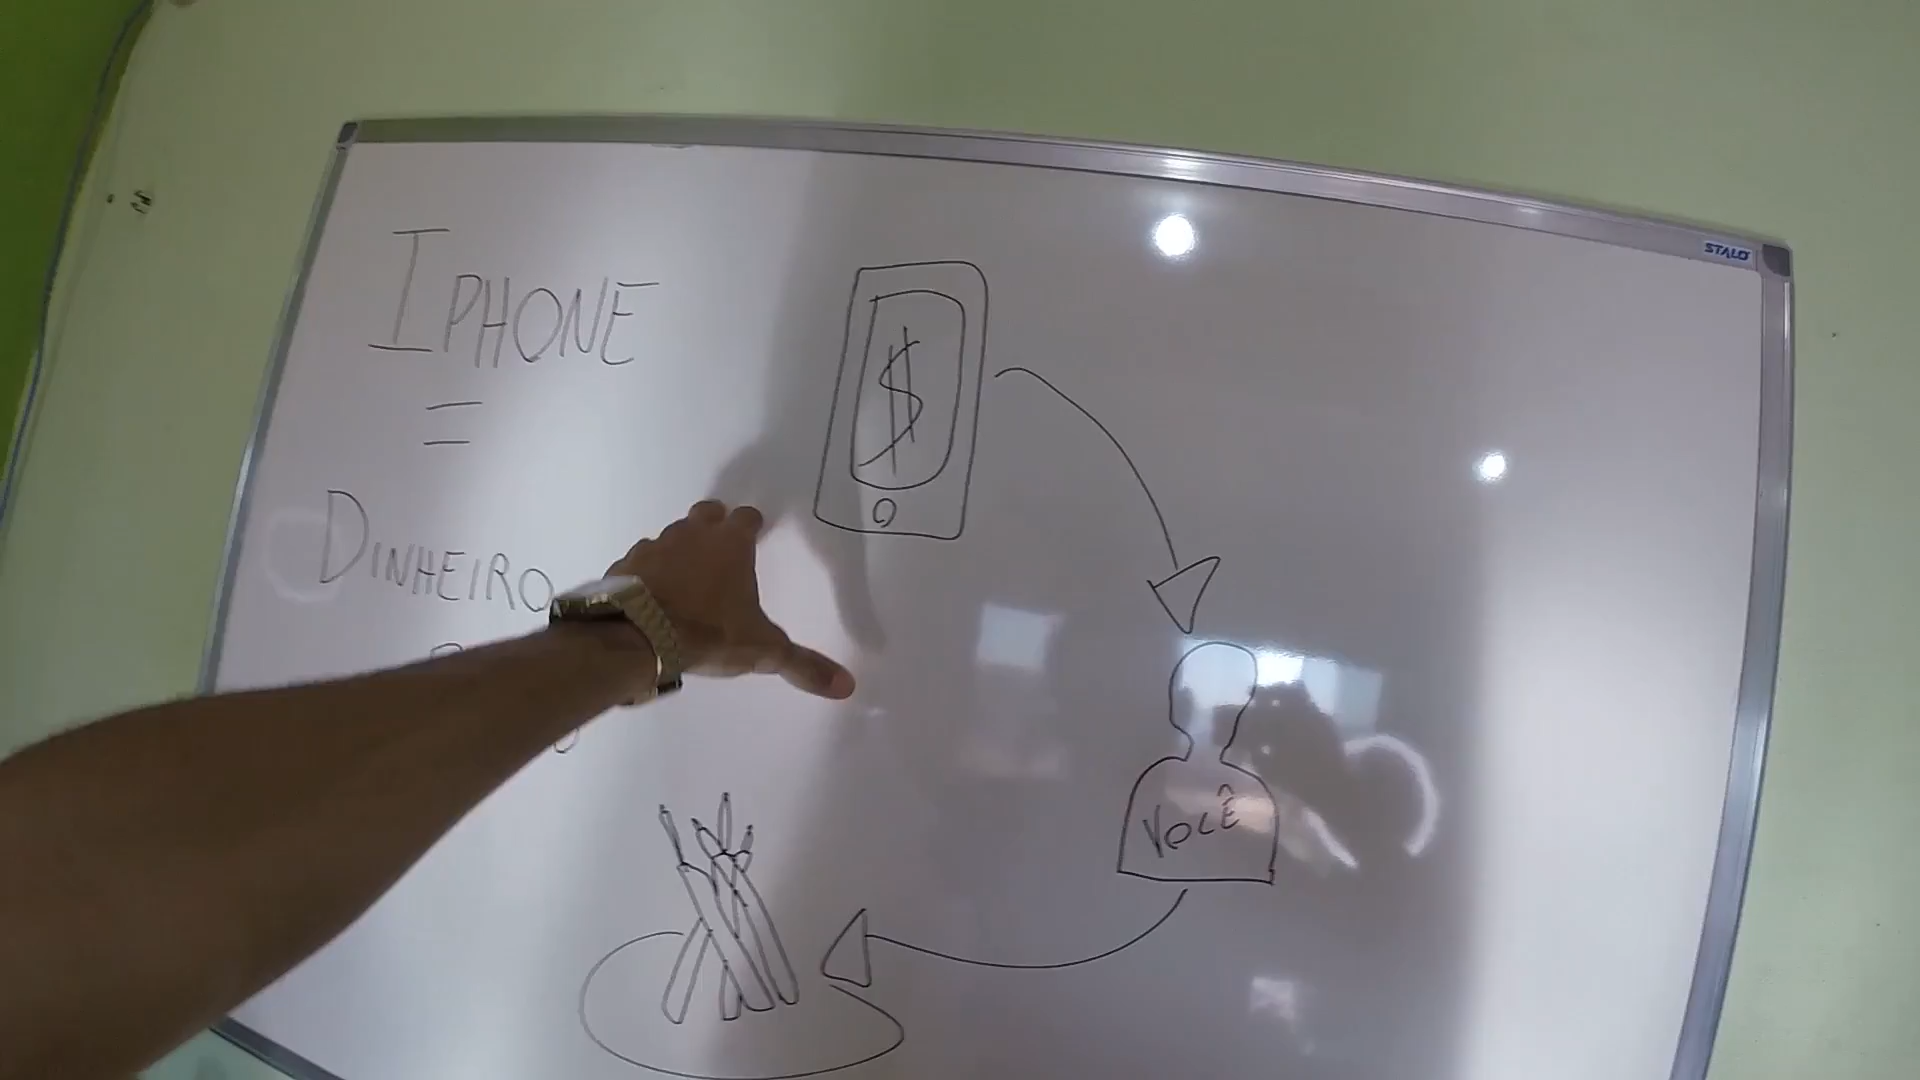 IPHONE
=
DINHEIRO
$
VOCÊ
STALO